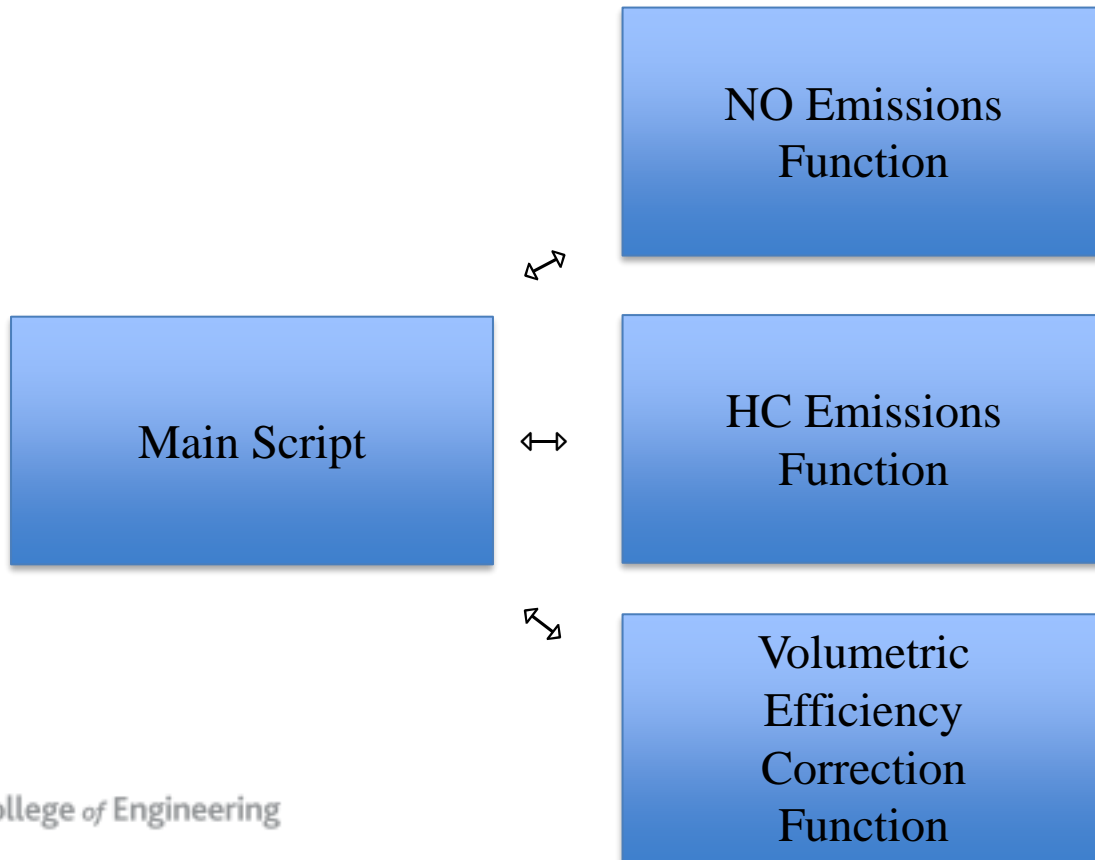 NO Emissions
Function
Main Script
HC Emissions
Function
Volumetric
Efficiency
Correction
Function
ollege of Engineering